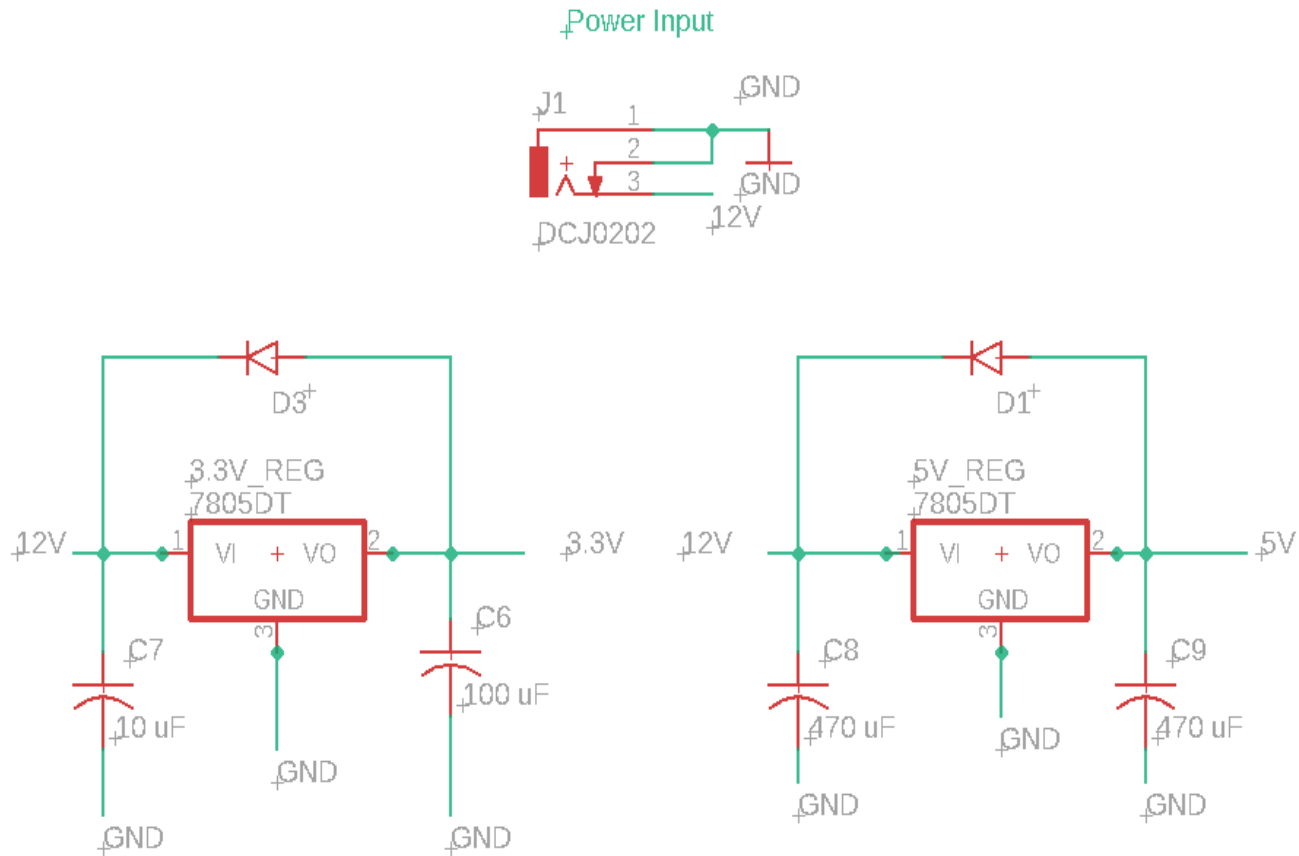 Power Input
GND
J1
1
2
3
GND
12V
DCJ0202
D3
D1
3.3V_REG
7805DT
5V_REG
7805DT
12V
1
VI
VO
2
3.3V
12V
1
VI
VO
2
5V
GND
3
GND
3
C7
C6
C8
C9
10 uF
100 uF
470 uF
470 uF
GND
GND
GND
GND
GND
GND